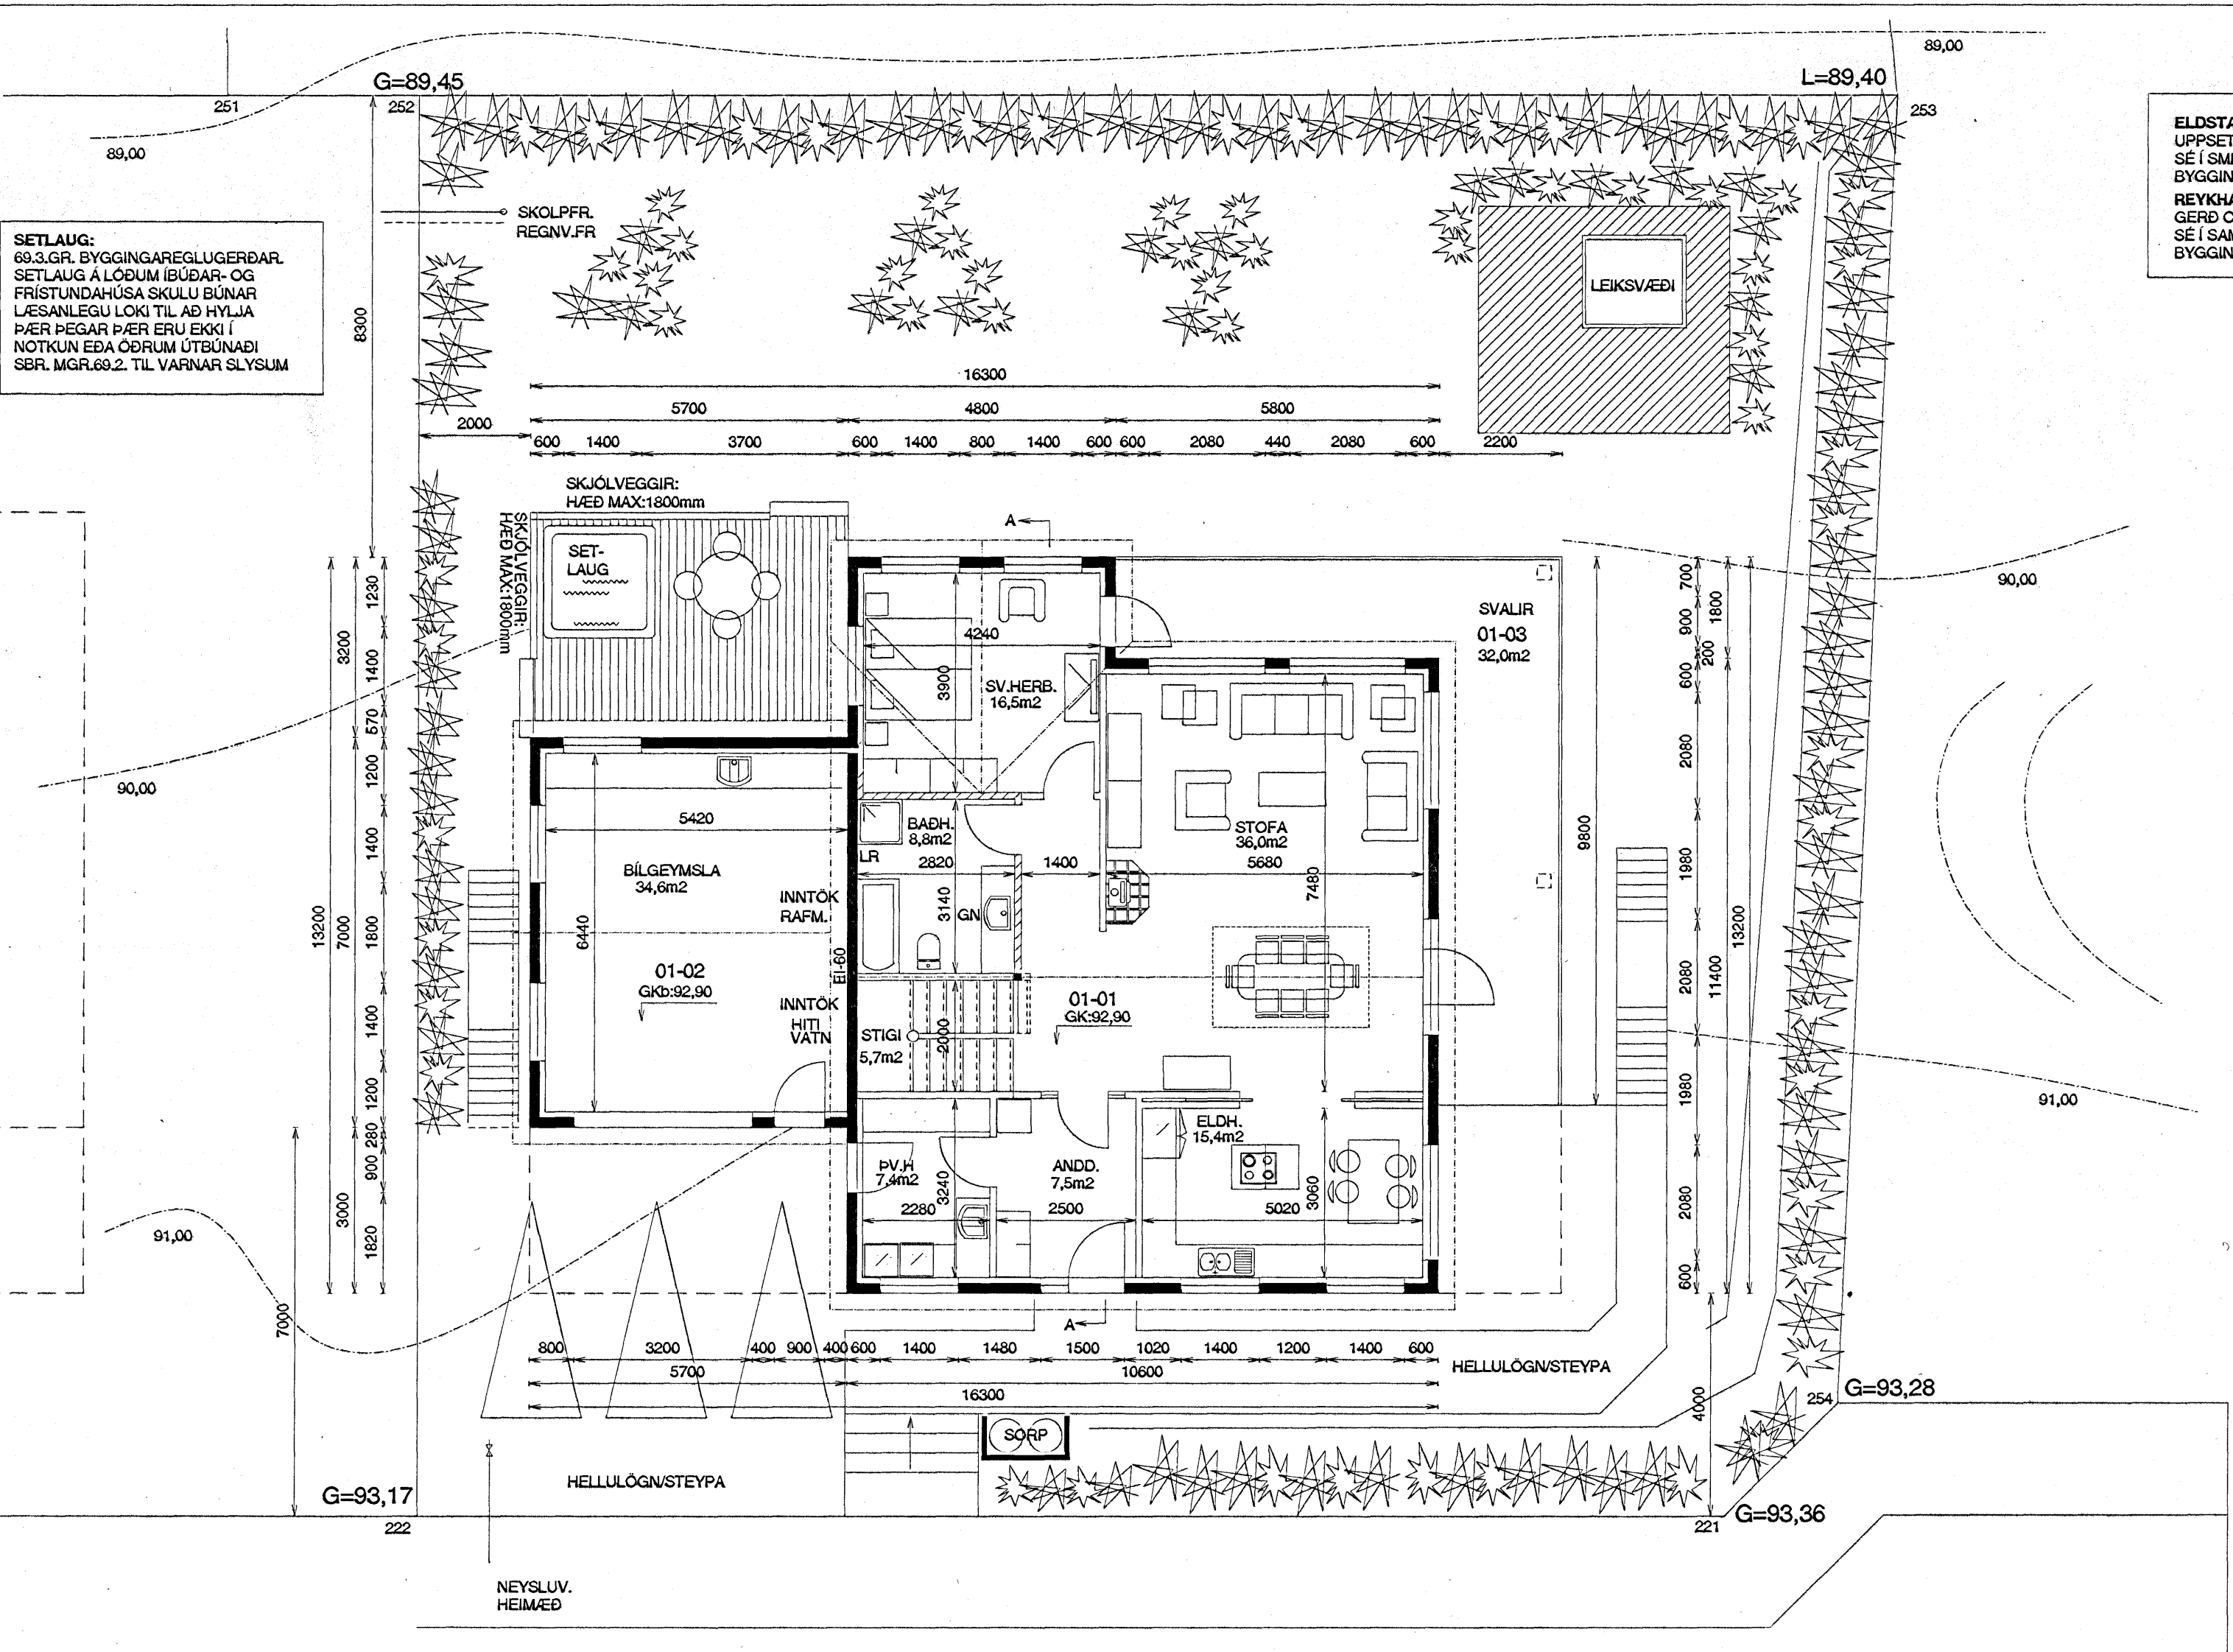 89,00
G=89,45
L=89,40
251
252
253
89,00
ELDSTA
UPPSET
SÉ Í SMÍ
BYGGIN
REYKHA
GERÐ O
SÉ Í SAM
BYGGIN
SKOLPFR.
REGNV.FR
SETLAUG:
69.3.GR. BYGGINGAREGLUGERÐAR.
SETLAUG Á LÓÐUM ÍBÚÐAR- OG
FRÍSTUNDAHÚSA SKULU BÚNAR
LÆSANLEGU LOKI TIL AÐ HYLJA
ÞÆR ÞEGAR ÞÆR ERU EKKI Í
NOTKUN EÐA ÖÐRUM ÚTBÚNAÐI
SBR. MGR.69.2. TIL VARNAR SLYSUM
8300
LEIKSVÆÐI
16300
5700 4800 5800
2000
600 1400 3700 600 1400 800 1400 600 600 2080 440 2080 600 2200
SKJÓLVEGGIR:
HÆÐ MAX:1800mm
SKJÓLVEGGIR:
HÆÐ MAX:1800mm
A
SET-
LAUG
90,00
SVALIR
01-03
32,0m2
4240
3900
SV.HERB.
16,5m2
1230
1400
570
1200
1400
1800
1400
1200
280
900
1820
3200
7000
3000
13200
7000
90,00
5420
BÍLGEYMSLA
34,6m2
6440
INNTÖK
RAFM.
01-02
GKb:92,90
INNTÖK
HITI
VATN
EI-60
BAÐH.
8,8m2
LR
2820
1400
3140
GN
STOFA
36,0m2
5680
7480
01-01
GK:92,90
STIGI
5,7m2
2000
ELDH.
15,4m2
ÞV.H
7,4m2
3240
ANDD.
7,5m2
3060
2280
2500
5020
9800
700
900
200
600
2080
1980
2080
1980
2080
600
1800
11400
13200
4000
91,00
91,00
A
800 3200 400 900 400 600 1400 1480 1500 1020 1400 1200 1400 600
5700 10600
16300
HELLULÖGN/STEYPA
254
G=93,28
SORP
HELLULÖGN/STEYPA
G=93,17
222
221
G=93,36
NEYSLUV.
HEIMÆÐ